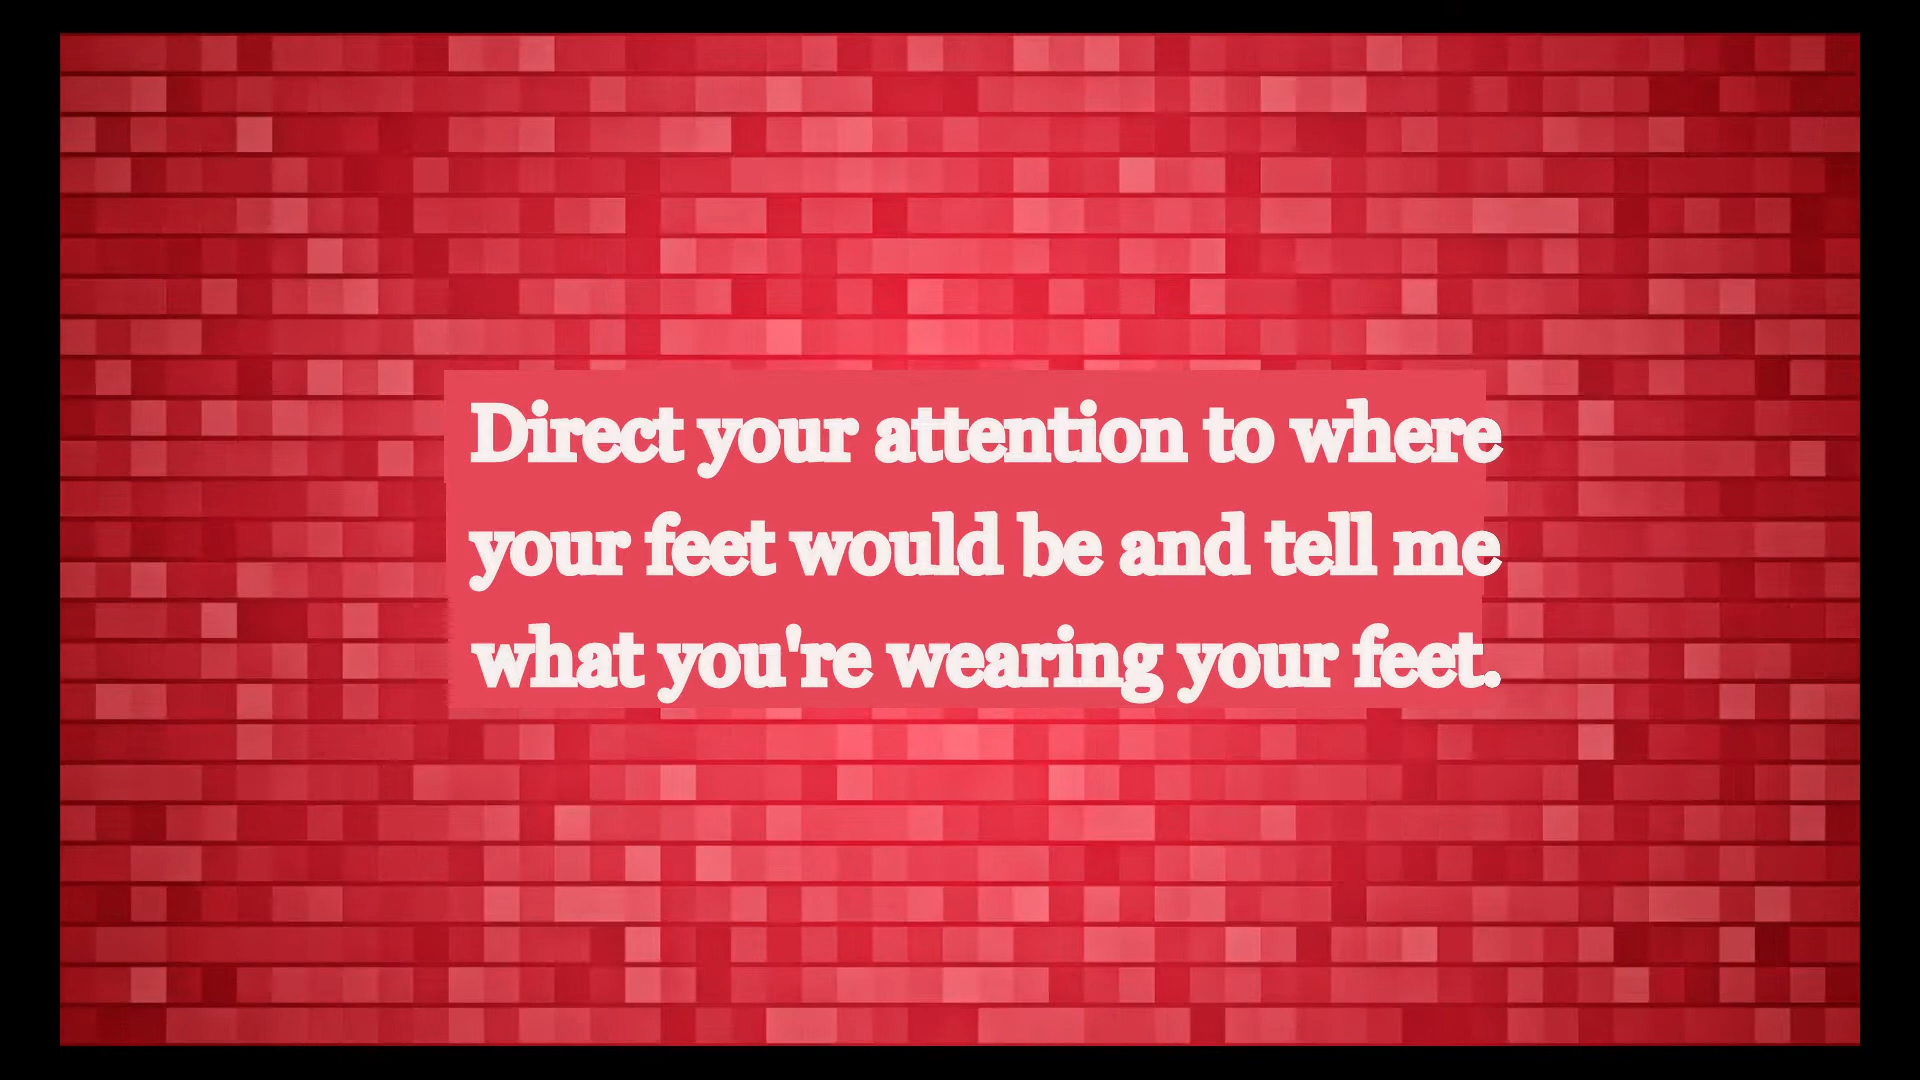 Direct your attention to where
your feet would be and tell me
what you're wearing your feet.